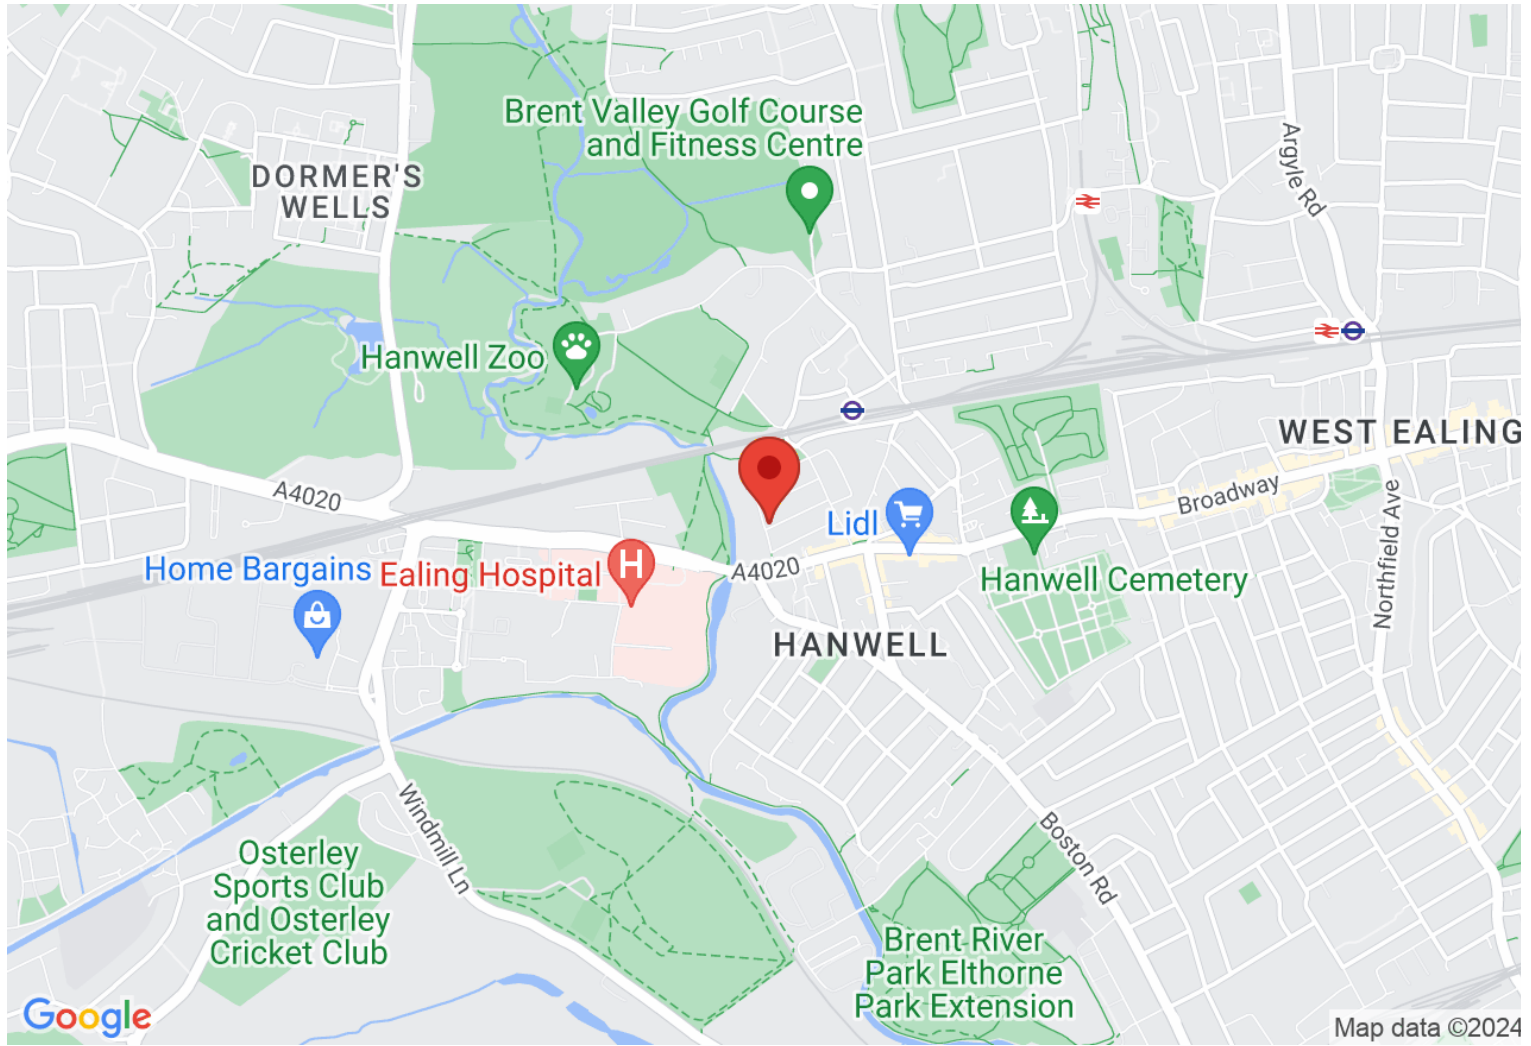 Brent Valley Golf Course
and Fitness Centre
DORMER'S
WELLS
Argyle Rd
Hanwell Zoo
WEST EALING
A4020
Broadway
Lidl
Northfield Ave
Home Bargains
Ealing Hospital
H
A4020
Hanwell Cemetery
HANWELL
Windmill Ln
Boston Rd
Osterley
Sports Club
and Osterley
Cricket Club
Brent River
Park Elthorne
Park Extension
Google
Map data ©2024